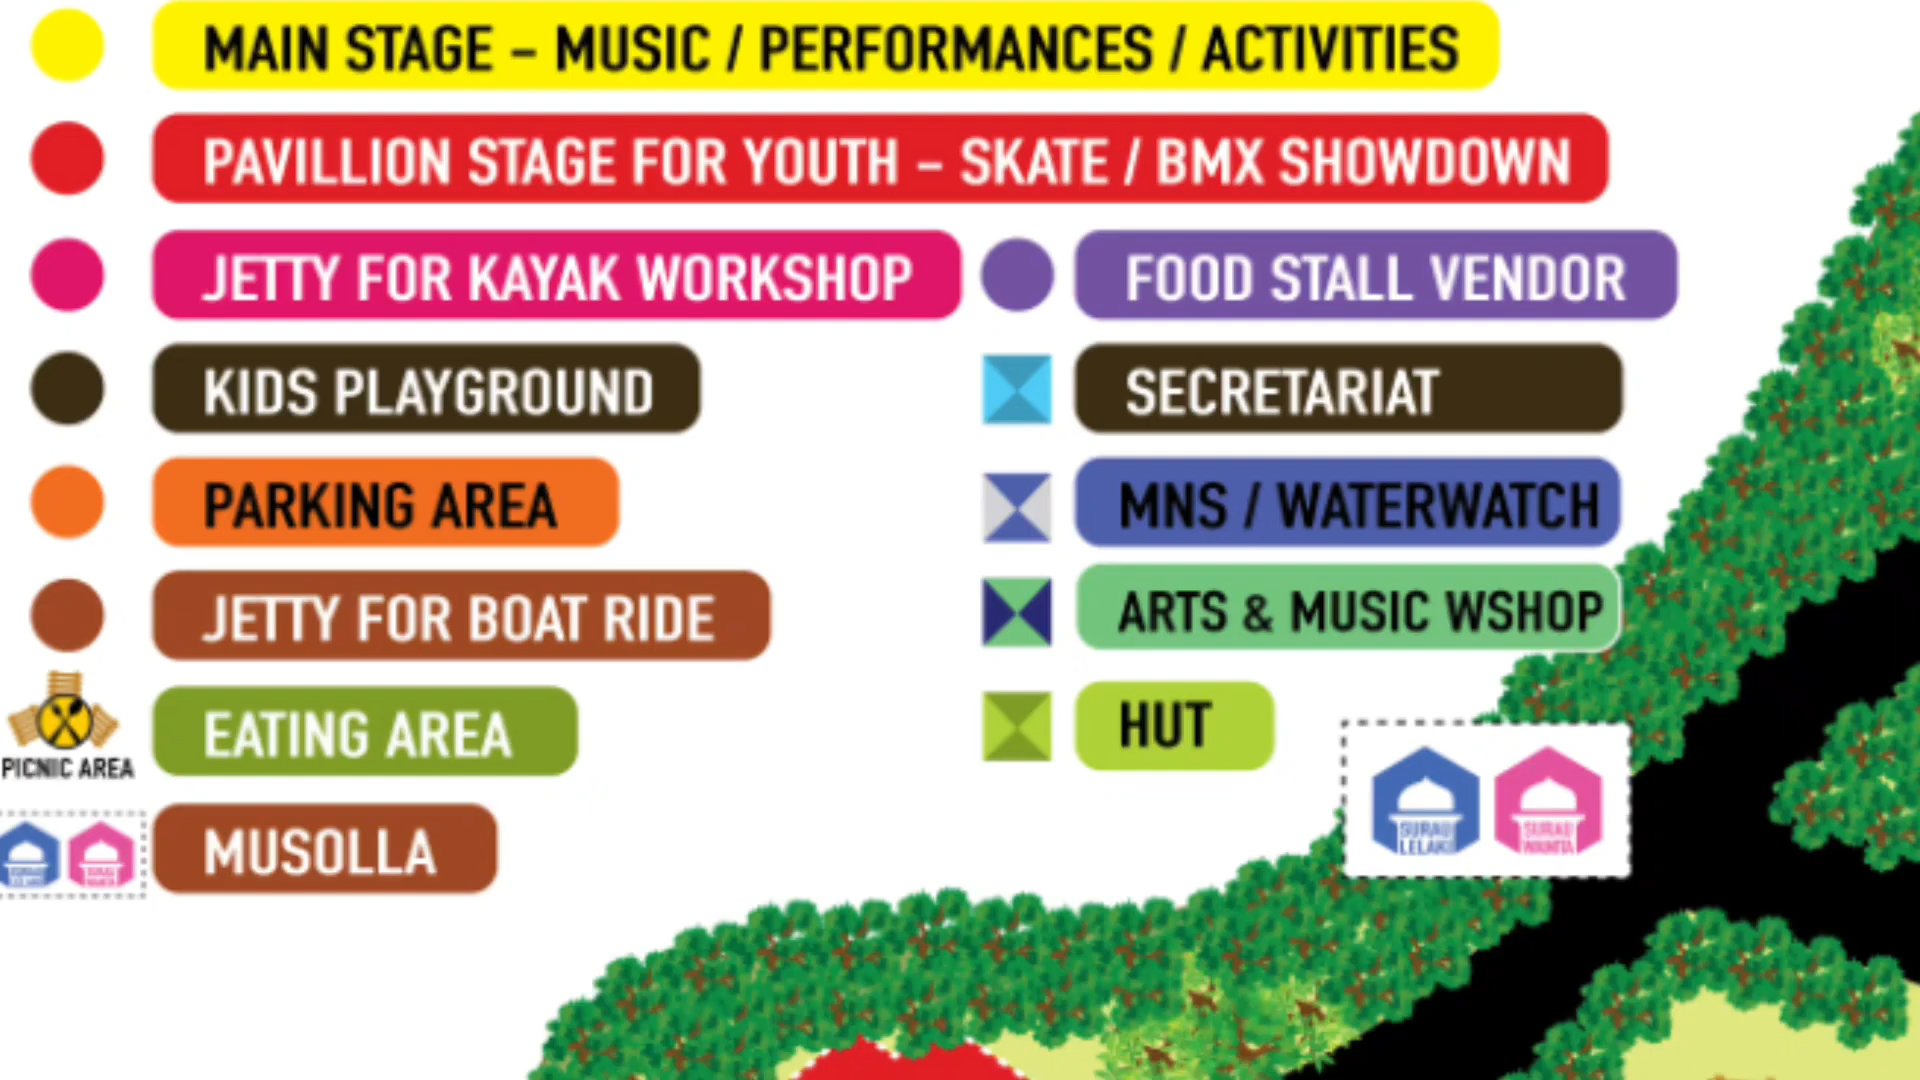 MAIN STAGE – MUSIC / PERFORMANCES / ACTIVITIES
PAVILLION STAGE FOR YOUTH – SKATE / BMX SHOWDOWN
JETTY FOR KAYAK WORKSHOP
FOOD STALL VENDOR
KIDS PLAYGROUND
SECRETARIAT
PARKING AREA
MNS / WATERWATCH
JETTY FOR BOAT RIDE
ARTS & MUSIC WSHOP
PICNIC AREA
EATING AREA
HUT
SURAU
LELAKI
SURAU
WANITA
MUSOLLA